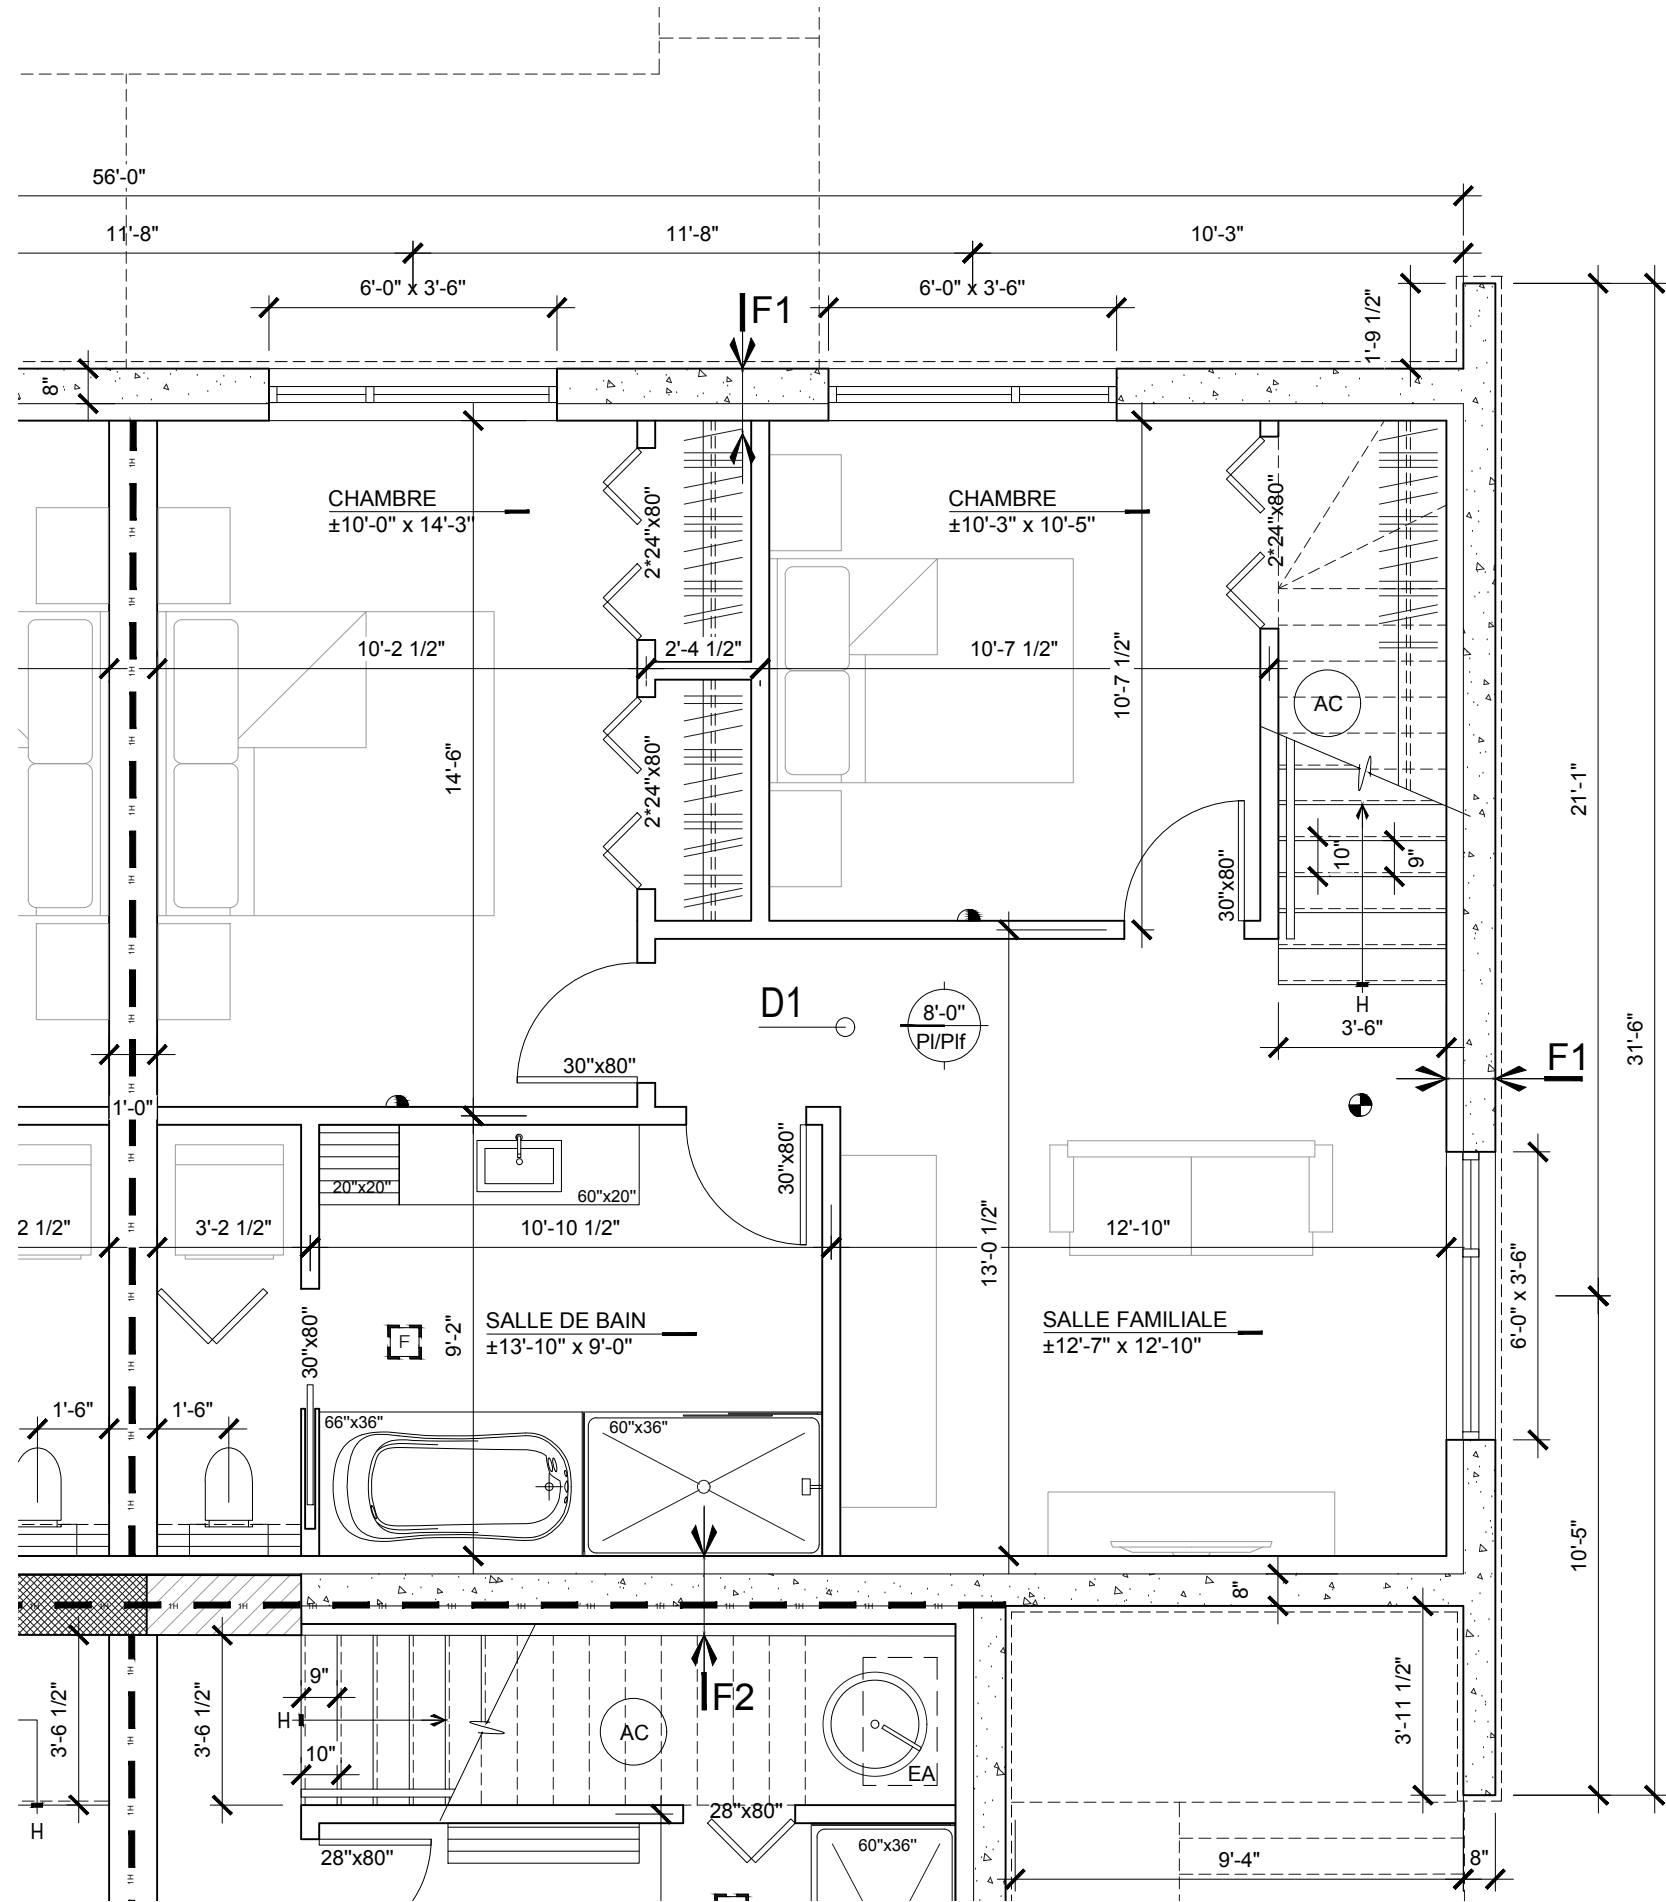 56'-0"
11'-8"
11'-8"
10'-3"
6'-0" x 3'-6"
6'-0" x 3'-6"
F1
1'-9 1/2"
8"
CHAMBRE
±10'-0" x 14'-3"
CHAMBRE
±10'-3" x 10'-5"
2*24"x80"
2*24"x80"
10'-2 1/2"
2'-4 1/2"
10'-7 1/2"
10'-7 1/2"
AC
14'-6"
2*24"x80"
21'-1"
10"
9"
30"x80"
D1
8'-0"
Pl/Plf
H
3'-6"
31'-6"
F1
30"x80"
1'-0"
30"x80"
20"x20"
60"x20"
2 1/2"
3'-2 1/2"
10'-10 1/2"
12'-10"
13'-0 1/2"
6'-0" x 3'-6"
30"x80"
F
9'-2"
SALLE DE BAIN
±13'-10" x 9'-0"
SALLE FAMILIALE
±12'-7" x 12'-10"
1'-6"
1'-6"
66"x36"
60"x36"
10'-5"
8"
3'-6 1/2"
3'-6 1/2"
9"
H
10"
F2
AC
EA
3'-11 1/2"
H
28"x80"
28"x80"
60"x36"
9'-4"
8"